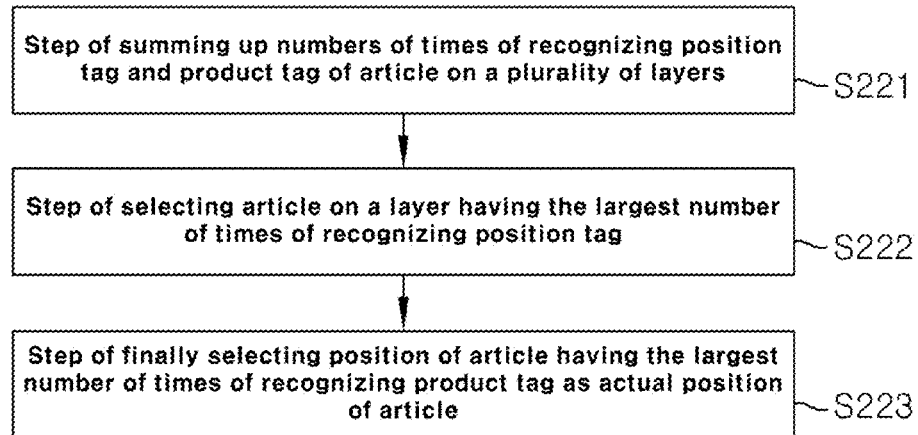 Step of summing up numbers of times of recognizing position
tag and product tag of article on a plurality of layers
S221
Step of selecting article on a layer having the largest number
of times of recognizing position tag
S222
Step of finally selecting position of article having the largest
number of times of recognizing product tag as actual position
of article
S223